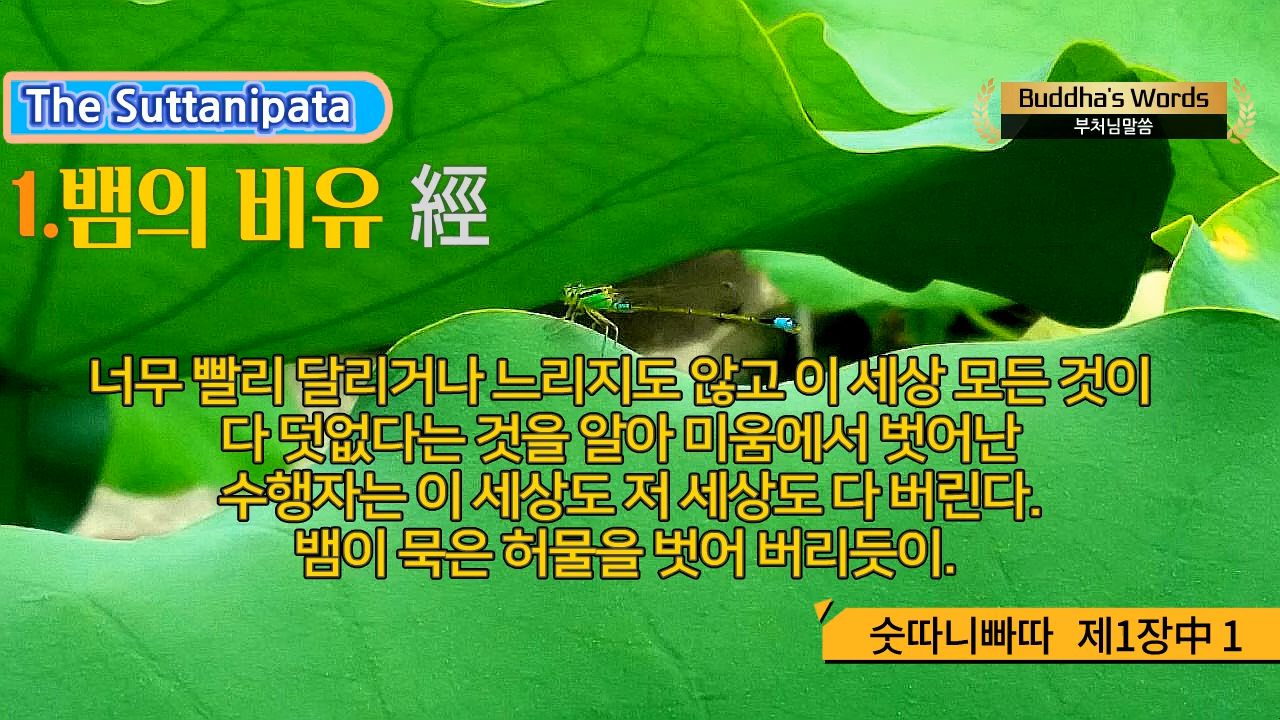 The Suttanipata
Buddha's Words
부처님말씀
1.뱀의 비유 經
너무 빨리 달리거나 느리지도 않고 이 세상 모든 것이
다 덧없다는 것을 알아 미움에서 벗어난
수행자는 이 세상도 저 세상도 다 버린다.
뱀이 묵은 허물을 벗어 버리듯이.
숫따니빠따 제1장中 1